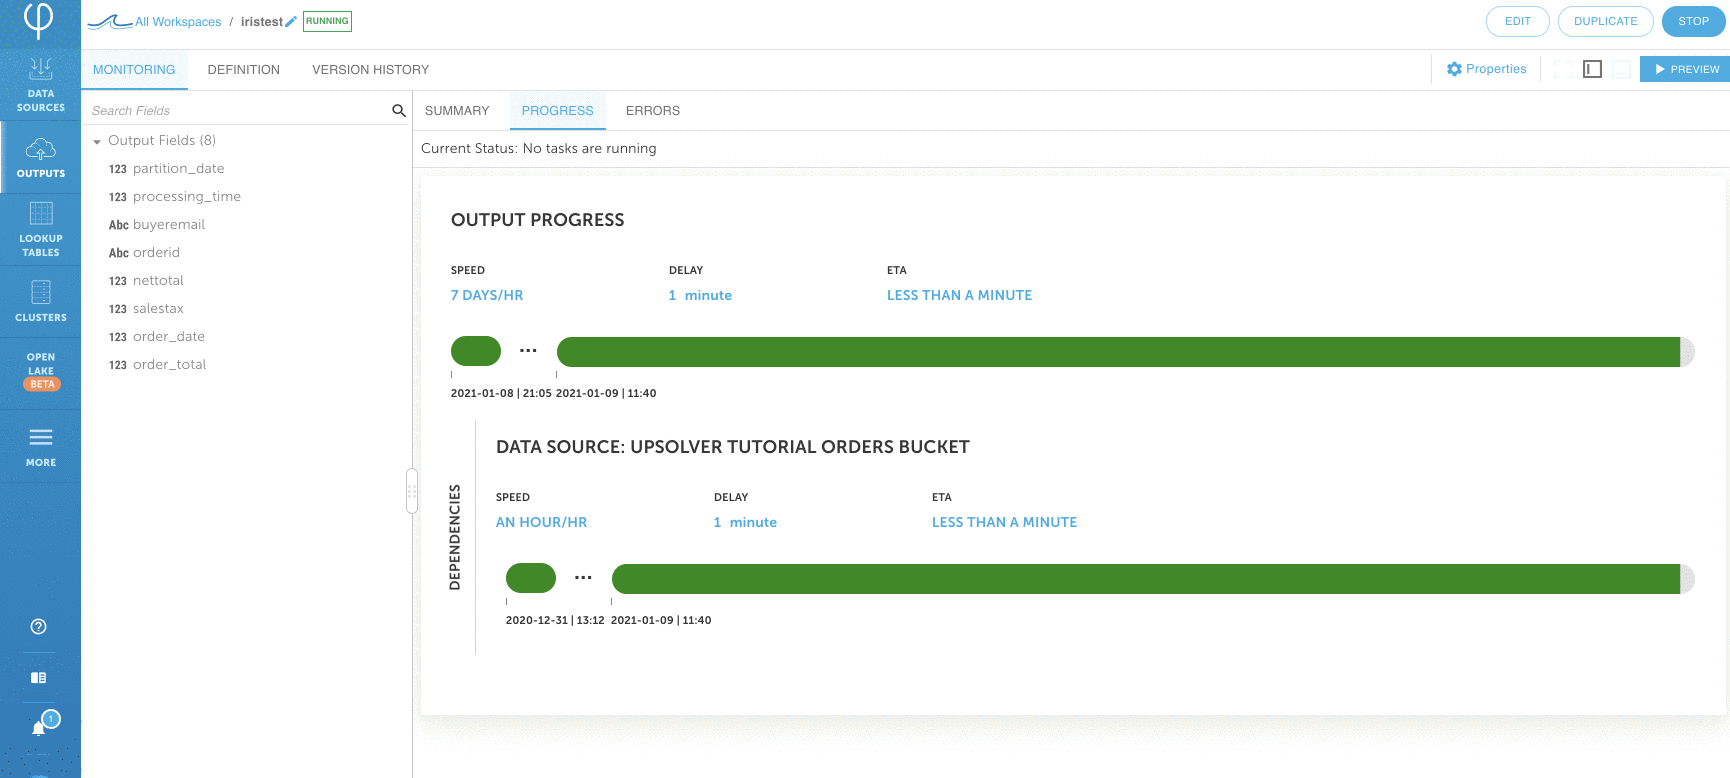 All Workspaces / iristest RUNNING
EDIT
DUPLICATE
STOP
MONITORING
DEFINITION
VERSION HISTORY
Properties
PREVIEW
DATA
SOURCES
OUTPUTS
LOOKUP
TABLES
CLUSTERS
OPEN
LAKE
BETA
MORE
1
Search Fields
Output Fields (8)
123 partition_date
123 processing_time
Abc buyeremail
Abc orderid
123 nettotal
123 salestax
123 order_date
123 order_total
SUMMARY
PROGRESS
ERRORS
Current Status: No tasks are running
OUTPUT PROGRESS
SPEED
DELAY
ETA
7 DAYS/HR
1 minute
LESS THAN A MINUTE
...
2021-01-08 | 21:05 2021-01-09 | 11:40
DEPENDENCIES
DATA SOURCE: UPSOLVER TUTORIAL ORDERS BUCKET
SPEED
DELAY
ETA
AN HOUR/HR
1 minute
LESS THAN A MINUTE
...
2020-12-31 | 13:12 2021-01-09 | 11:40